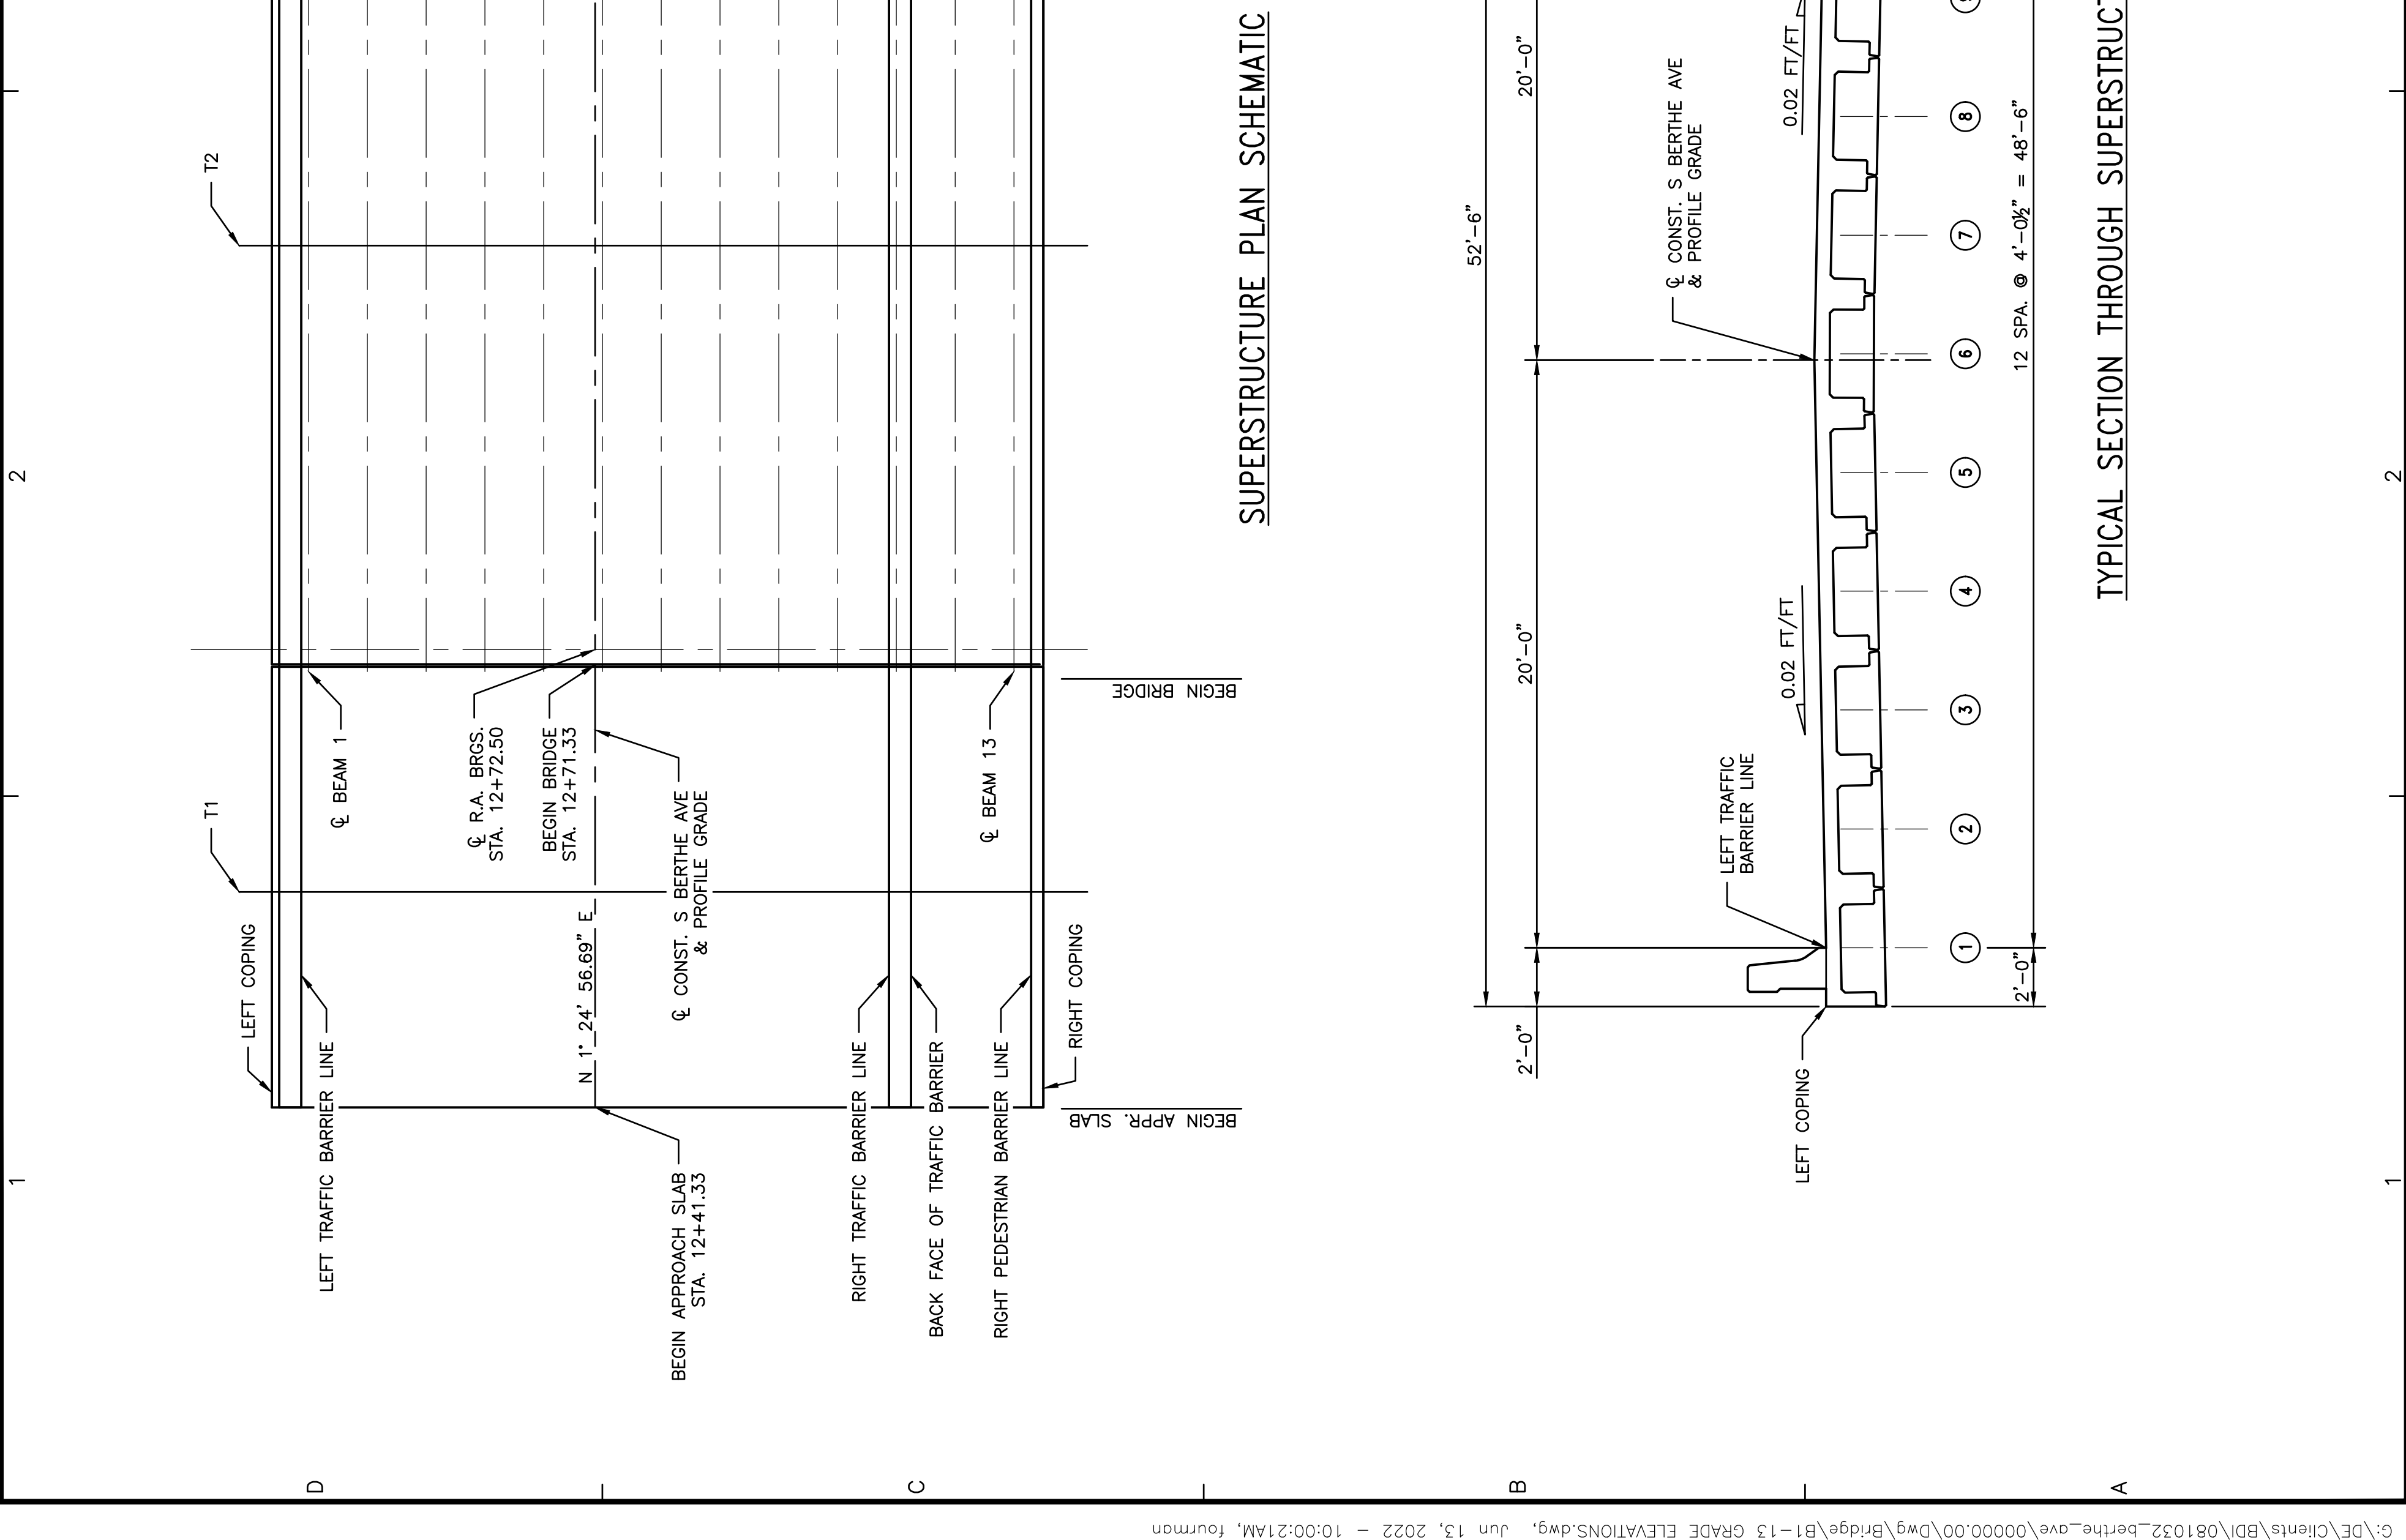 T1
T2
LEFT COPING
LEFT TRAFFIC BARRIER LINE
℄ BEAM 1
℄ R.A. BRGS.
STA. 12+72.50
BEGIN BRIDGE
STA. 12+71.33
N 1° 24' 56.69" E
℄ CONST. S BERTHE AVE
& PROFILE GRADE
BEGIN APPROACH SLAB
STA. 12+41.33
RIGHT TRAFFIC BARRIER LINE
BACK FACE OF TRAFFIC BARRIER
℄ BEAM 13
RIGHT PEDESTRIAN BARRIER LINE
RIGHT COPING
BEGIN APPR. SLAB
BEGIN BRIDGE
SUPERSTRUCTURE PLAN SCHEMATIC
52'-6"
2'-0"
20'-0"
20'-0"
℄ CONST. S BERTHE AVE
& PROFILE GRADE
LEFT TRAFFIC
BARRIER LINE
0.02 FT/FT
0.02 FT/FT
LEFT COPING
1
2
3
4
5
6
7
8
2'-0"
12 SPA. @ 4'-0½" = 48'-6"
TYPICAL SECTION THROUGH SUPERSTRUCT
1
2
1
2
D
C
B
A
G:\DE\Clients\BDI\081032_berthe_ave\00000.00\Dwg\Bridge\B1-13 GRADE ELEVATIONS.dwg, Jun 13, 2022 - 10:00:21AM, fourman